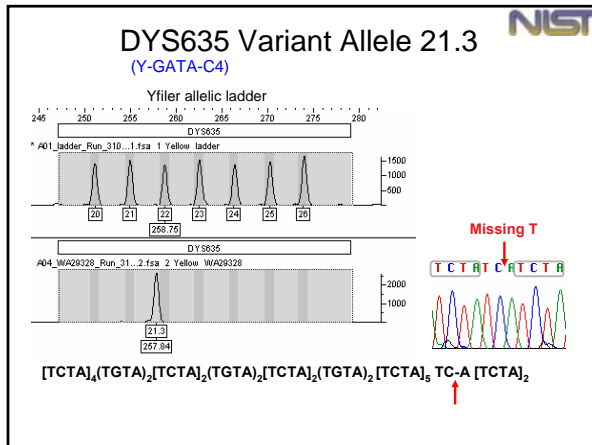 DYS635 Variant Allele 21.3
NIST
(Y-GATA-C4)
Yfiler allelic ladder
245 250 255 260 265 270 275 280
DYS635
* A01_ladder_Run_310...1.fsa 1 Yellow ladder
1500
1000
500
20 21 22 23 24 25 26
258.75
DYS635
A04_WA29328_Run_31...2.fsa 2 Yellow WA29328
2000
1000
21.3
257.84
Missing T
T C T A T C A T C T A
[TCTA]4(TGTA)2[TCTA]2(TGTA)2[TCTA]2(TGTA)2 [TCTA]5 TC-A [TCTA]2